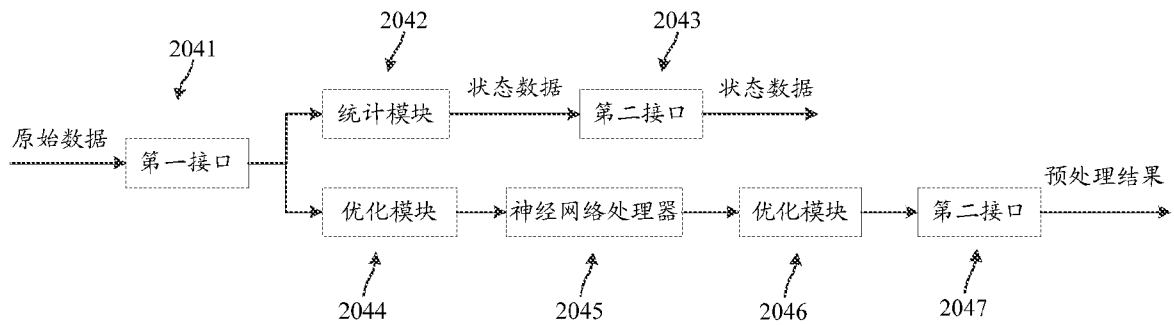 2041
2042
2043
原始数据
第一接口
统计模块
状态数据
第二接口
状态数据
优化模块
神经网络处理器
优化模块
第二接口
预处理结果
2044
2045
2046
2047